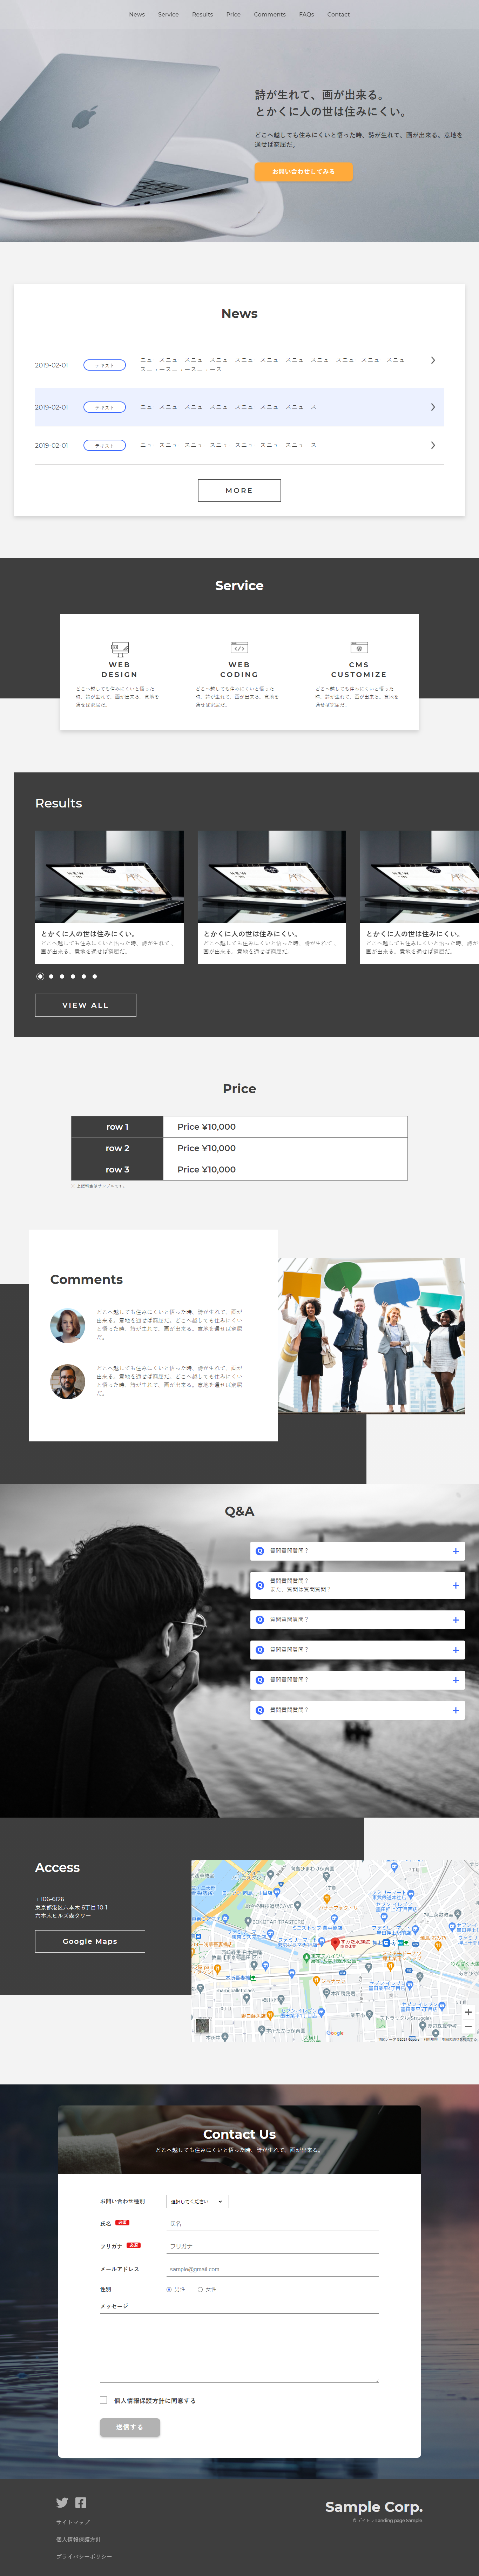 News Service Results Price Comments FAQs Contact
詩が生れて、画が出来る。
とかくに人の世は住みにくい。
どこへ越しても住みにくいと悟った時、詩が生れて、画が出来る。意地を
通せば窮屈だ。
お問い合わせしてみる
News
2019-02-01 テキスト ニュースニュースニュースニュースニュースニュースニュースニュースニュースニュースニュー
スニュースニュースニュース
2019-02-01 テキスト ニュースニュースニュースニュースニュースニュースニュース
2019-02-01 テキスト ニュースニュースニュースニュースニュースニュースニュース
MORE
Service
WEB
DESIGN
どこへ越しても住みにくいと悟った
時、詩が生れて、画が出来る。意地を
通せば窮屈だ。
WEB
CODING
どこへ越しても住みにくいと悟った
時、詩が生れて、画が出来る。意地を
通せば窮屈だ。
CMS
CUSTOMIZE
どこへ越しても住みにくいと悟った
時、詩が生れて、画が出来る。意地を
通せば窮屈だ。
Results
とかくに人の世は住みにくい。
どこへ越しても住みにくいと悟った時、詩が生れて、
画が出来る。意地を通せば窮屈だ。
とかくに人の世は住みにくい。
どこへ越しても住みにくいと悟った時、詩が生れて、
画が出来る。意地を通せば窮屈だ。
とかくに人の世は住みにくい。
どこへ越しても住みにくいと悟った時、詩が
画が出来る。意地を通せば窮屈だ。
VIEW ALL
Price
row 1 Price ¥10,000
row 2 Price ¥10,000
row 3 Price ¥10,000
※ 上記料金はサンプルです。
Comments
どこへ越しても住みにくいと悟った時、詩が生れて、画が
出来る。意地を通せば窮屈だ。どこへ越しても住みにくい
と悟った時、詩が生れて、画が出来る。意地を通せば窮屈
だ。
どこへ越しても住みにくいと悟った時、詩が生れて、画が
出来る。意地を通せば窮屈だ。どこへ越しても住みにくい
と悟った時、詩が生れて、画が出来る。意地を通せば窮屈
だ。
Q&A
Q 質問質問質問？
Q 質問質問質問？
また、質問は質問質問？
Q 質問質問質問？
Q 質問質問質問？
Q 質問質問質問？
Q 質問質問質問？
Access
〒106-6126
東京都港区六本木６丁目 10-1
六本木ヒルズ森タワー
Google Maps
すみだ水族館
BOKOTAR TRASTERO
maris ballet class
Google
Contact Us
どこへ越しても住みにくいと悟った時、詩が生れて、画が出来る。
お問い合わせ種別 選択してください
氏名 必須 氏名
フリガナ 必須 フリガナ
メールアドレス sample@gmail.com
性別 男性 女性
メッセージ
個人情報保護方針に同意する
送信する
サイトマップ
個人情報保護方針
プライバシーポリシー
Sample Corp.
© デイトラ Landing page Sample.